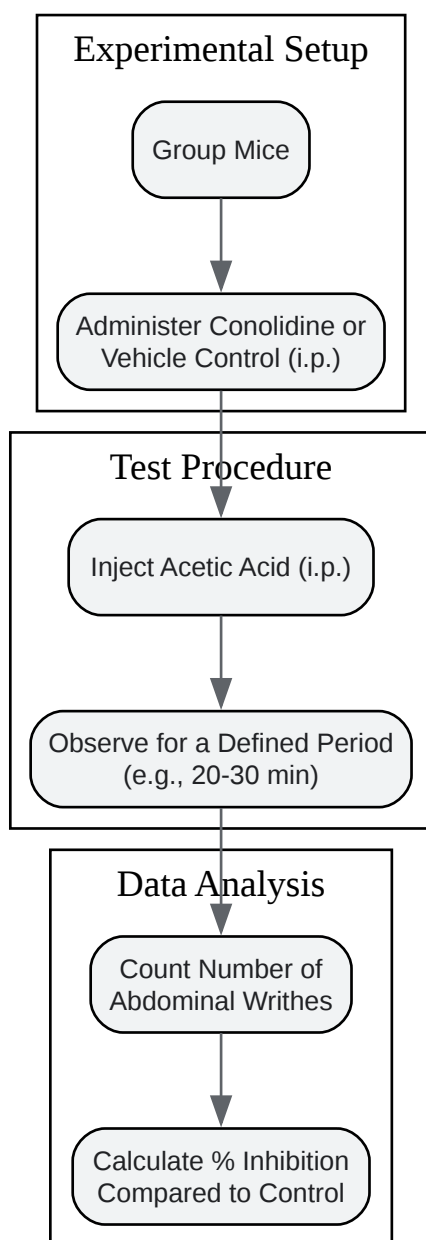 Experimental Setup
Group Mice
Administer Conolidine or
Vehicle Control (i.p.)
Test Procedure
Inject Acetic Acid (i.p.)
Observe for a Defined Period
(e.g., 20-30 min)
Data Analysis
Count Number of
Abdominal Writhes
Calculate % Inhibition
Compared to Control